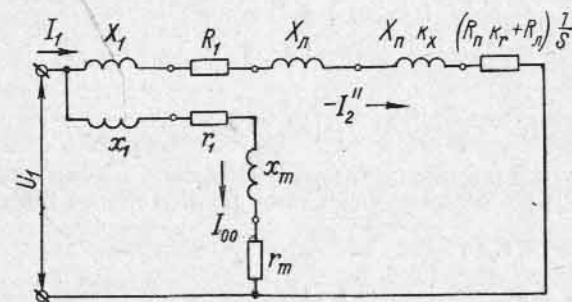 I₁ X₁ R₁ Xл Xп кх (Rп кr + Rл) 1/S
-I₂″
x₁ r₁
xm
U₁
I₀₀
rm